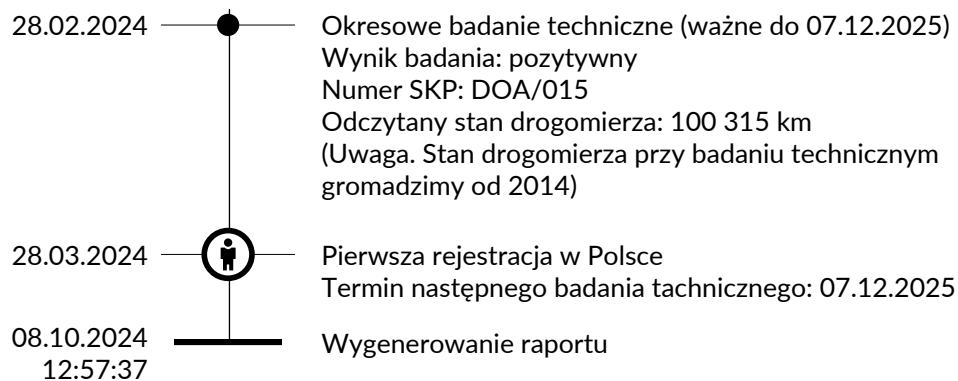 28.02.2024
Okresowe badanie techniczne (ważne do 07.12.2025)
Wynik badania: pozytywny
Numer SKP: DOA/015
Odczytany stan drogomierza: 100 315 km
(Uwaga. Stan drogomierza przy badaniu technicznym
gromadzimy od 2014)
28.03.2024
Pierwsza rejestracja w Polsce
Termin następnego badania tachnicznego: 07.12.2025
08.10.2024
12:57:37
Wygenerowanie raportu